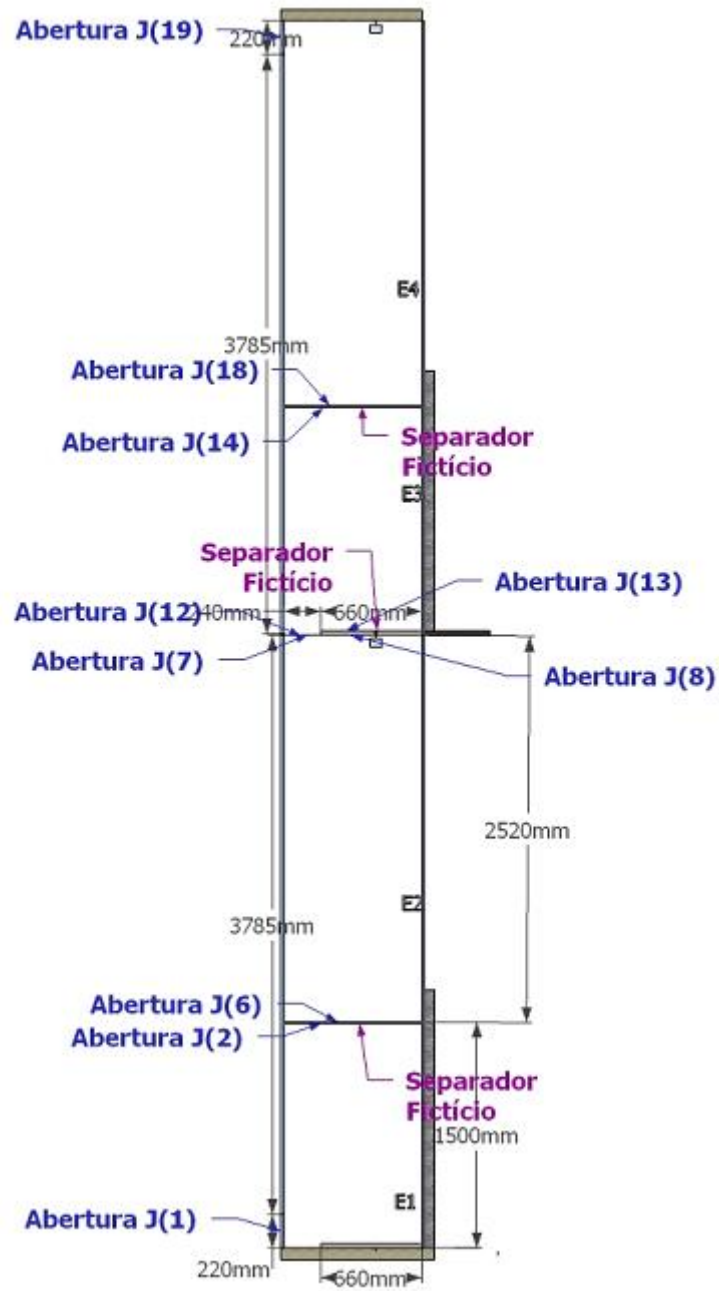 Abertura J(19)
220mm
E4
3785mm
Abertura J(18)
Abertura J(14)
Separador
Fictício
E3
Separador
Fictício
Abertura J(13)
Abertura J(12)
240mm
660mm
Abertura J(7)
Abertura J(8)
2520mm
E2
3785mm
Abertura J(6)
Abertura J(2)
Separador
Fictício
1500mm
E1
Abertura J(1)
220mm
660mm